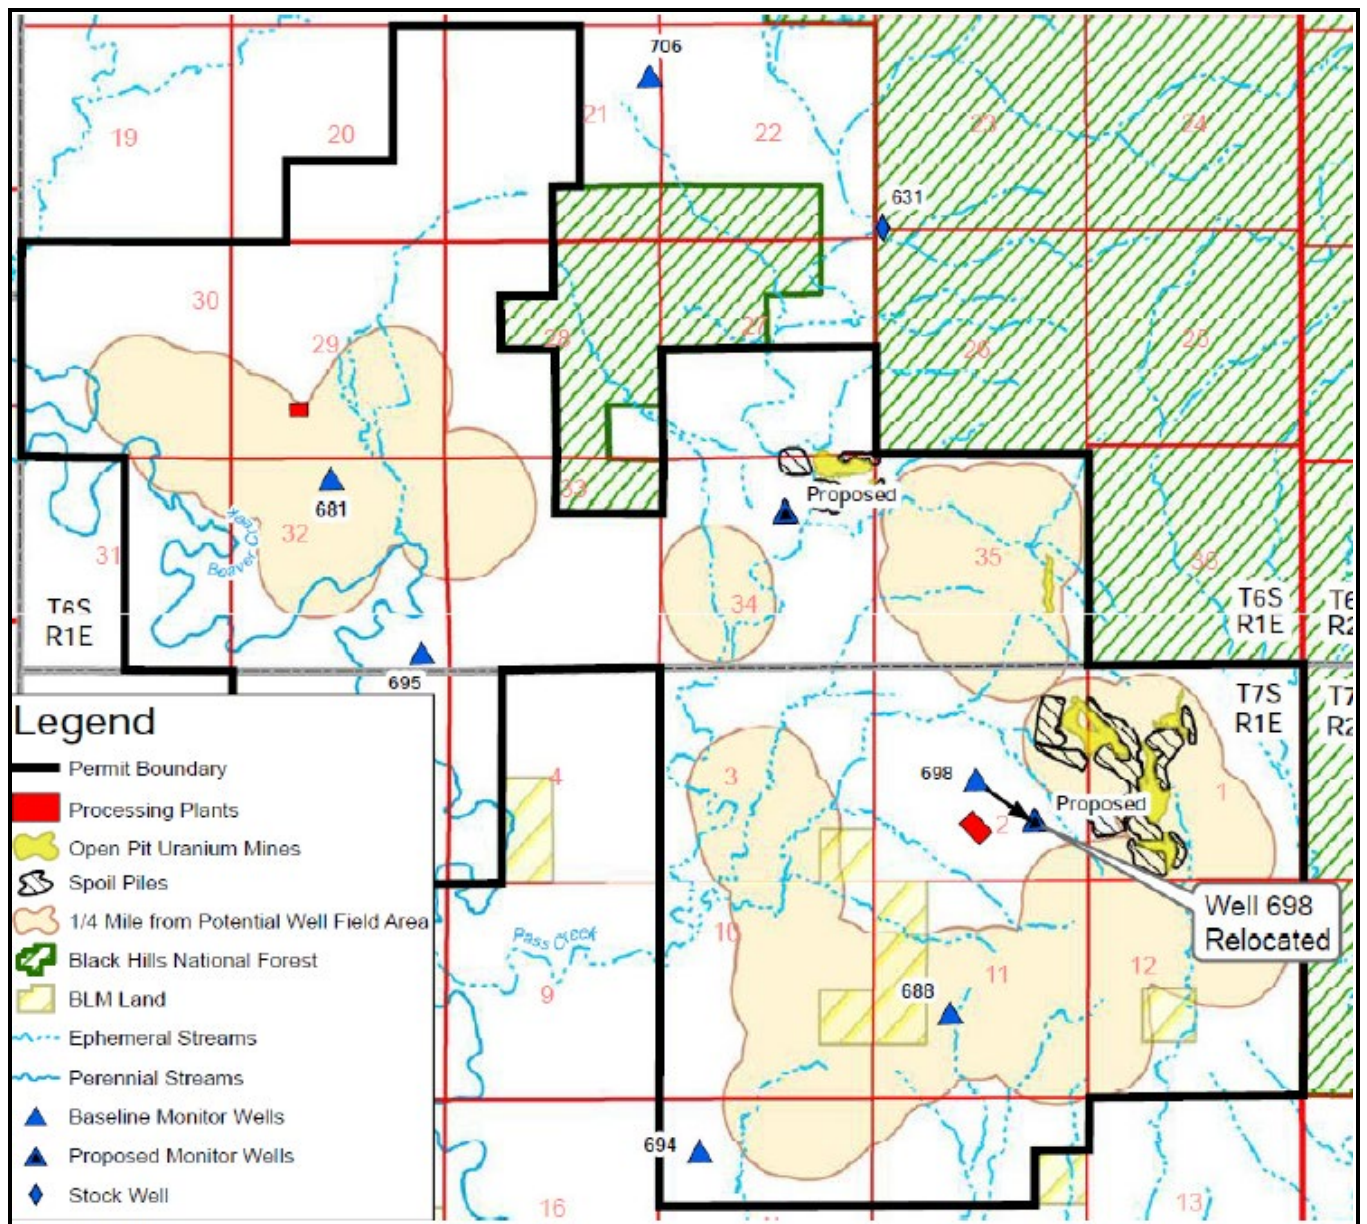 706
21
19
20
22
23
24
631
30
29
28
27
26
25
Proposed
681
32
33
Beaver Creek
31
35
36
34
T6S
R1E
T6S
R1E
695
T7S
R1E
Legend
Permit Boundary
Processing Plants
Open Pit Uranium Mines
Spoil Piles
1/4 Mile from Potential Well Field Area
Black Hills National Forest
BLM Land
Ephemeral Streams
Perennial Streams
Baseline Monitor Wells
Proposed Monitor Wells
Stock Well
4
3
698
Proposed
2
1
Well 698
Relocated
10
Pass Creek
9
11
12
688
694
16
13